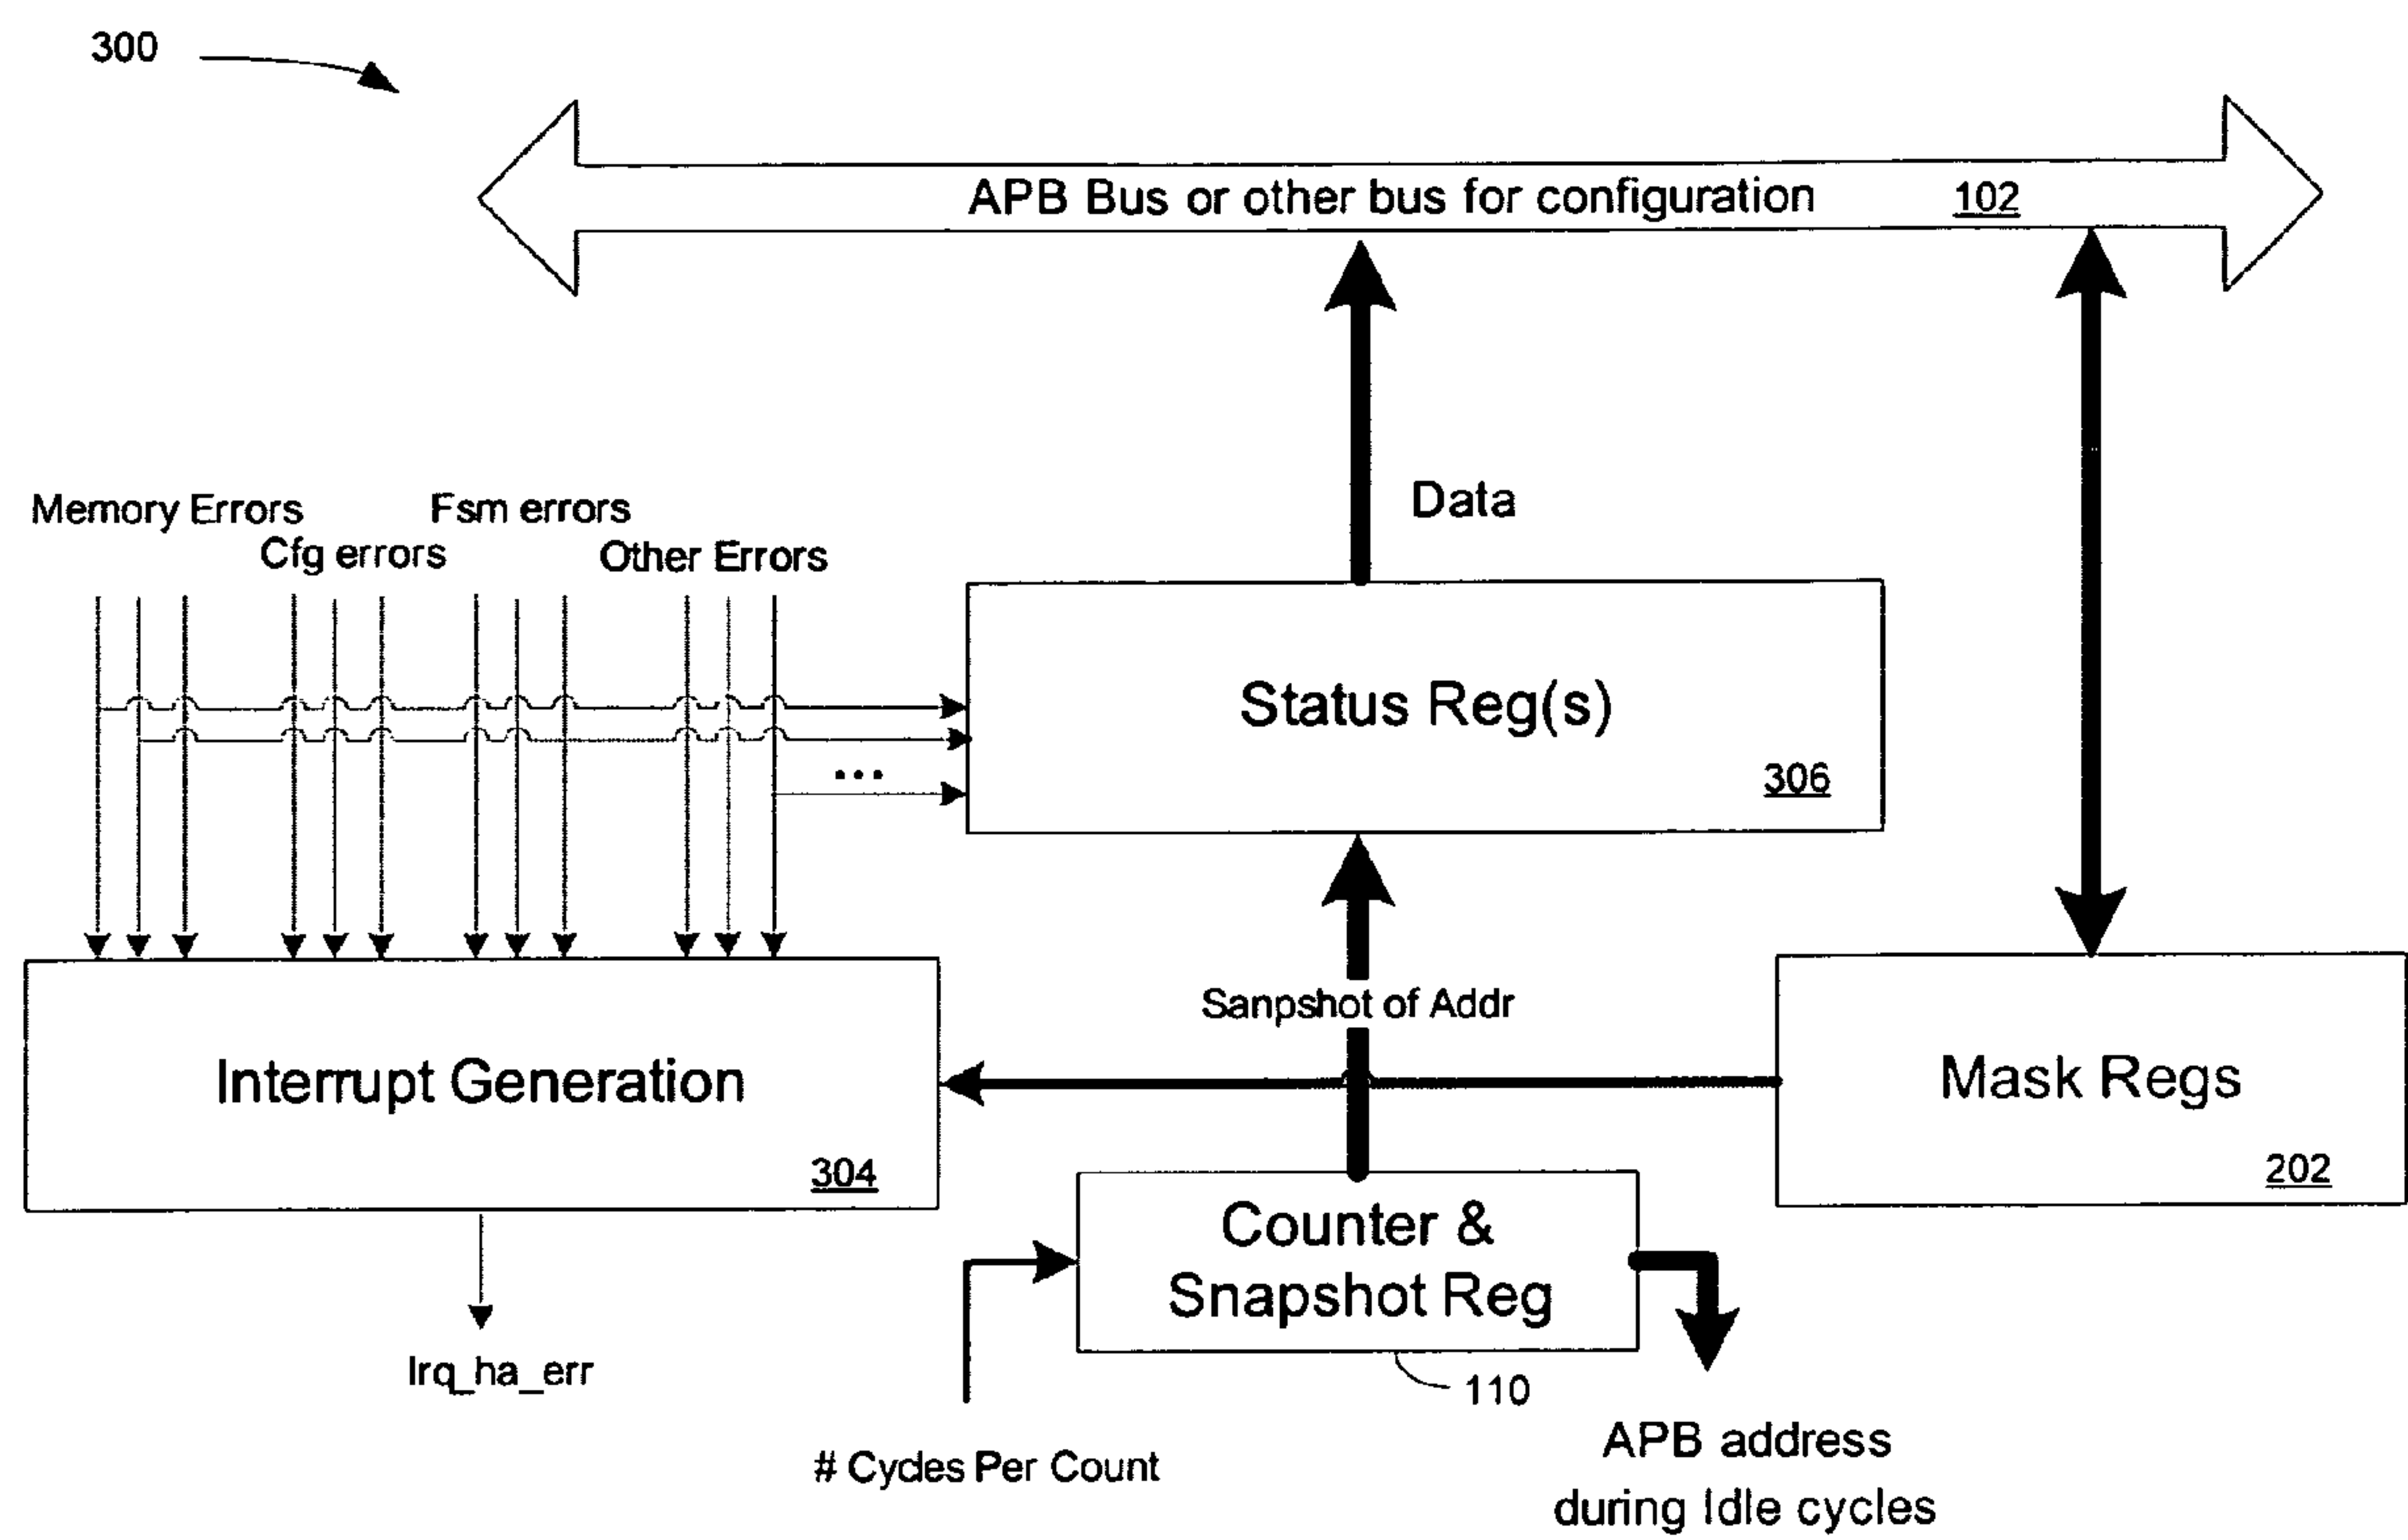 300
APB Bus or other bus for configuration 102
Data
Memory Errors
Fsm errors
Cfg errors
Other Errors
Status Reg(s)
...
306
Sanpshot of Addr
Interrupt Generation
304
Mask Regs
202
Counter &
Snapshot Reg
110
Irq_ha_err
# Cycles Per Count
APB address
during Idle cycles